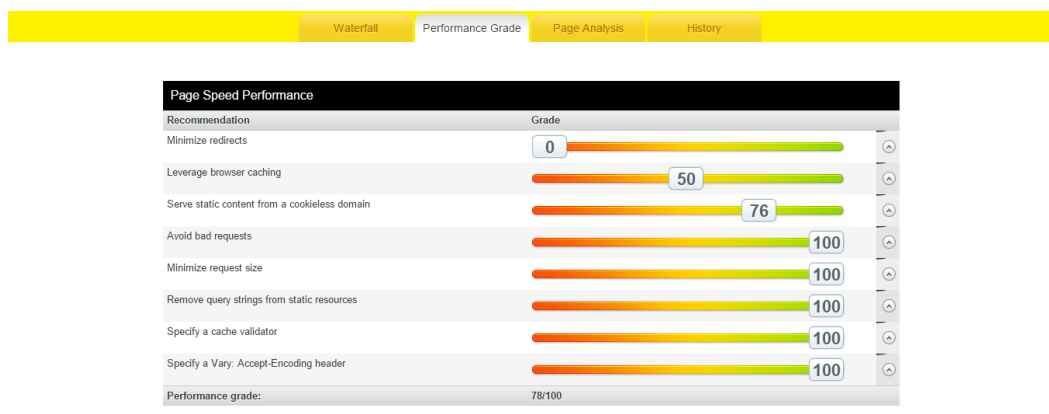 Waterfall Performance Grade Page Analysis History
Page Speed Performance
Recommendation Grade
Minimize redirects 0
Leverage browser caching 50
Serve static content from a cookieless domain 76
Avoid bad requests 100
Minimize request size 100
Remove query strings from static resources 100
Specify a cache validator 100
Specify a Vary: Accept-Encoding header 100
Performance grade: 78/100